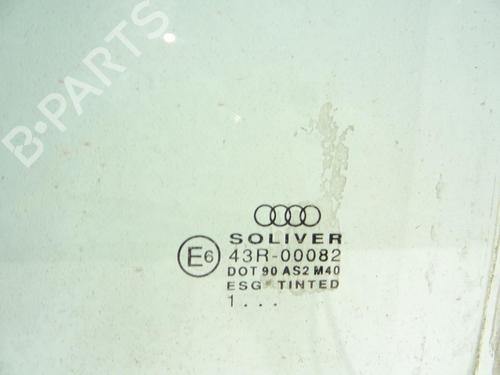 B-PARTS
SOLIVER
E6 43R-00082
DOT 90 AS2 M40
ESG TINTED
1...